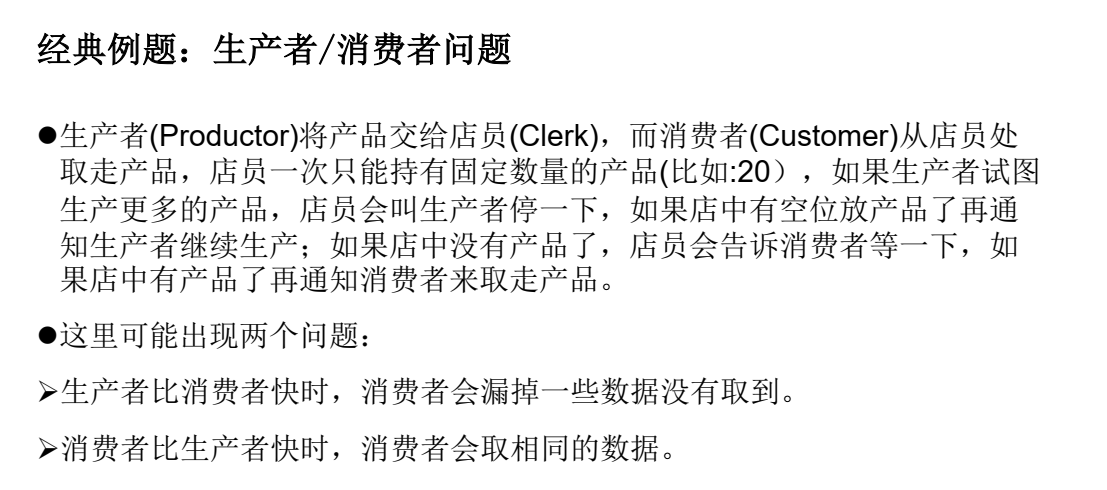 经典例题：生产者/消费者问题
●生产者(Productor)将产品交给店员(Clerk)，而消费者(Customer)从店员处
取走产品，店员一次只能持有固定数量的产品(比如:20），如果生产者试图
生产更多的产品，店员会叫生产者停一下，如果店中有空位放产品了再通
知生产者继续生产；如果店中没有产品了，店员会告诉消费者等一下，如
果店中有产品了再通知消费者来取走产品。
●这里可能出现两个问题：
➢生产者比消费者快时，消费者会漏掉一些数据没有取到。
➢消费者比生产者快时，消费者会取相同的数据。